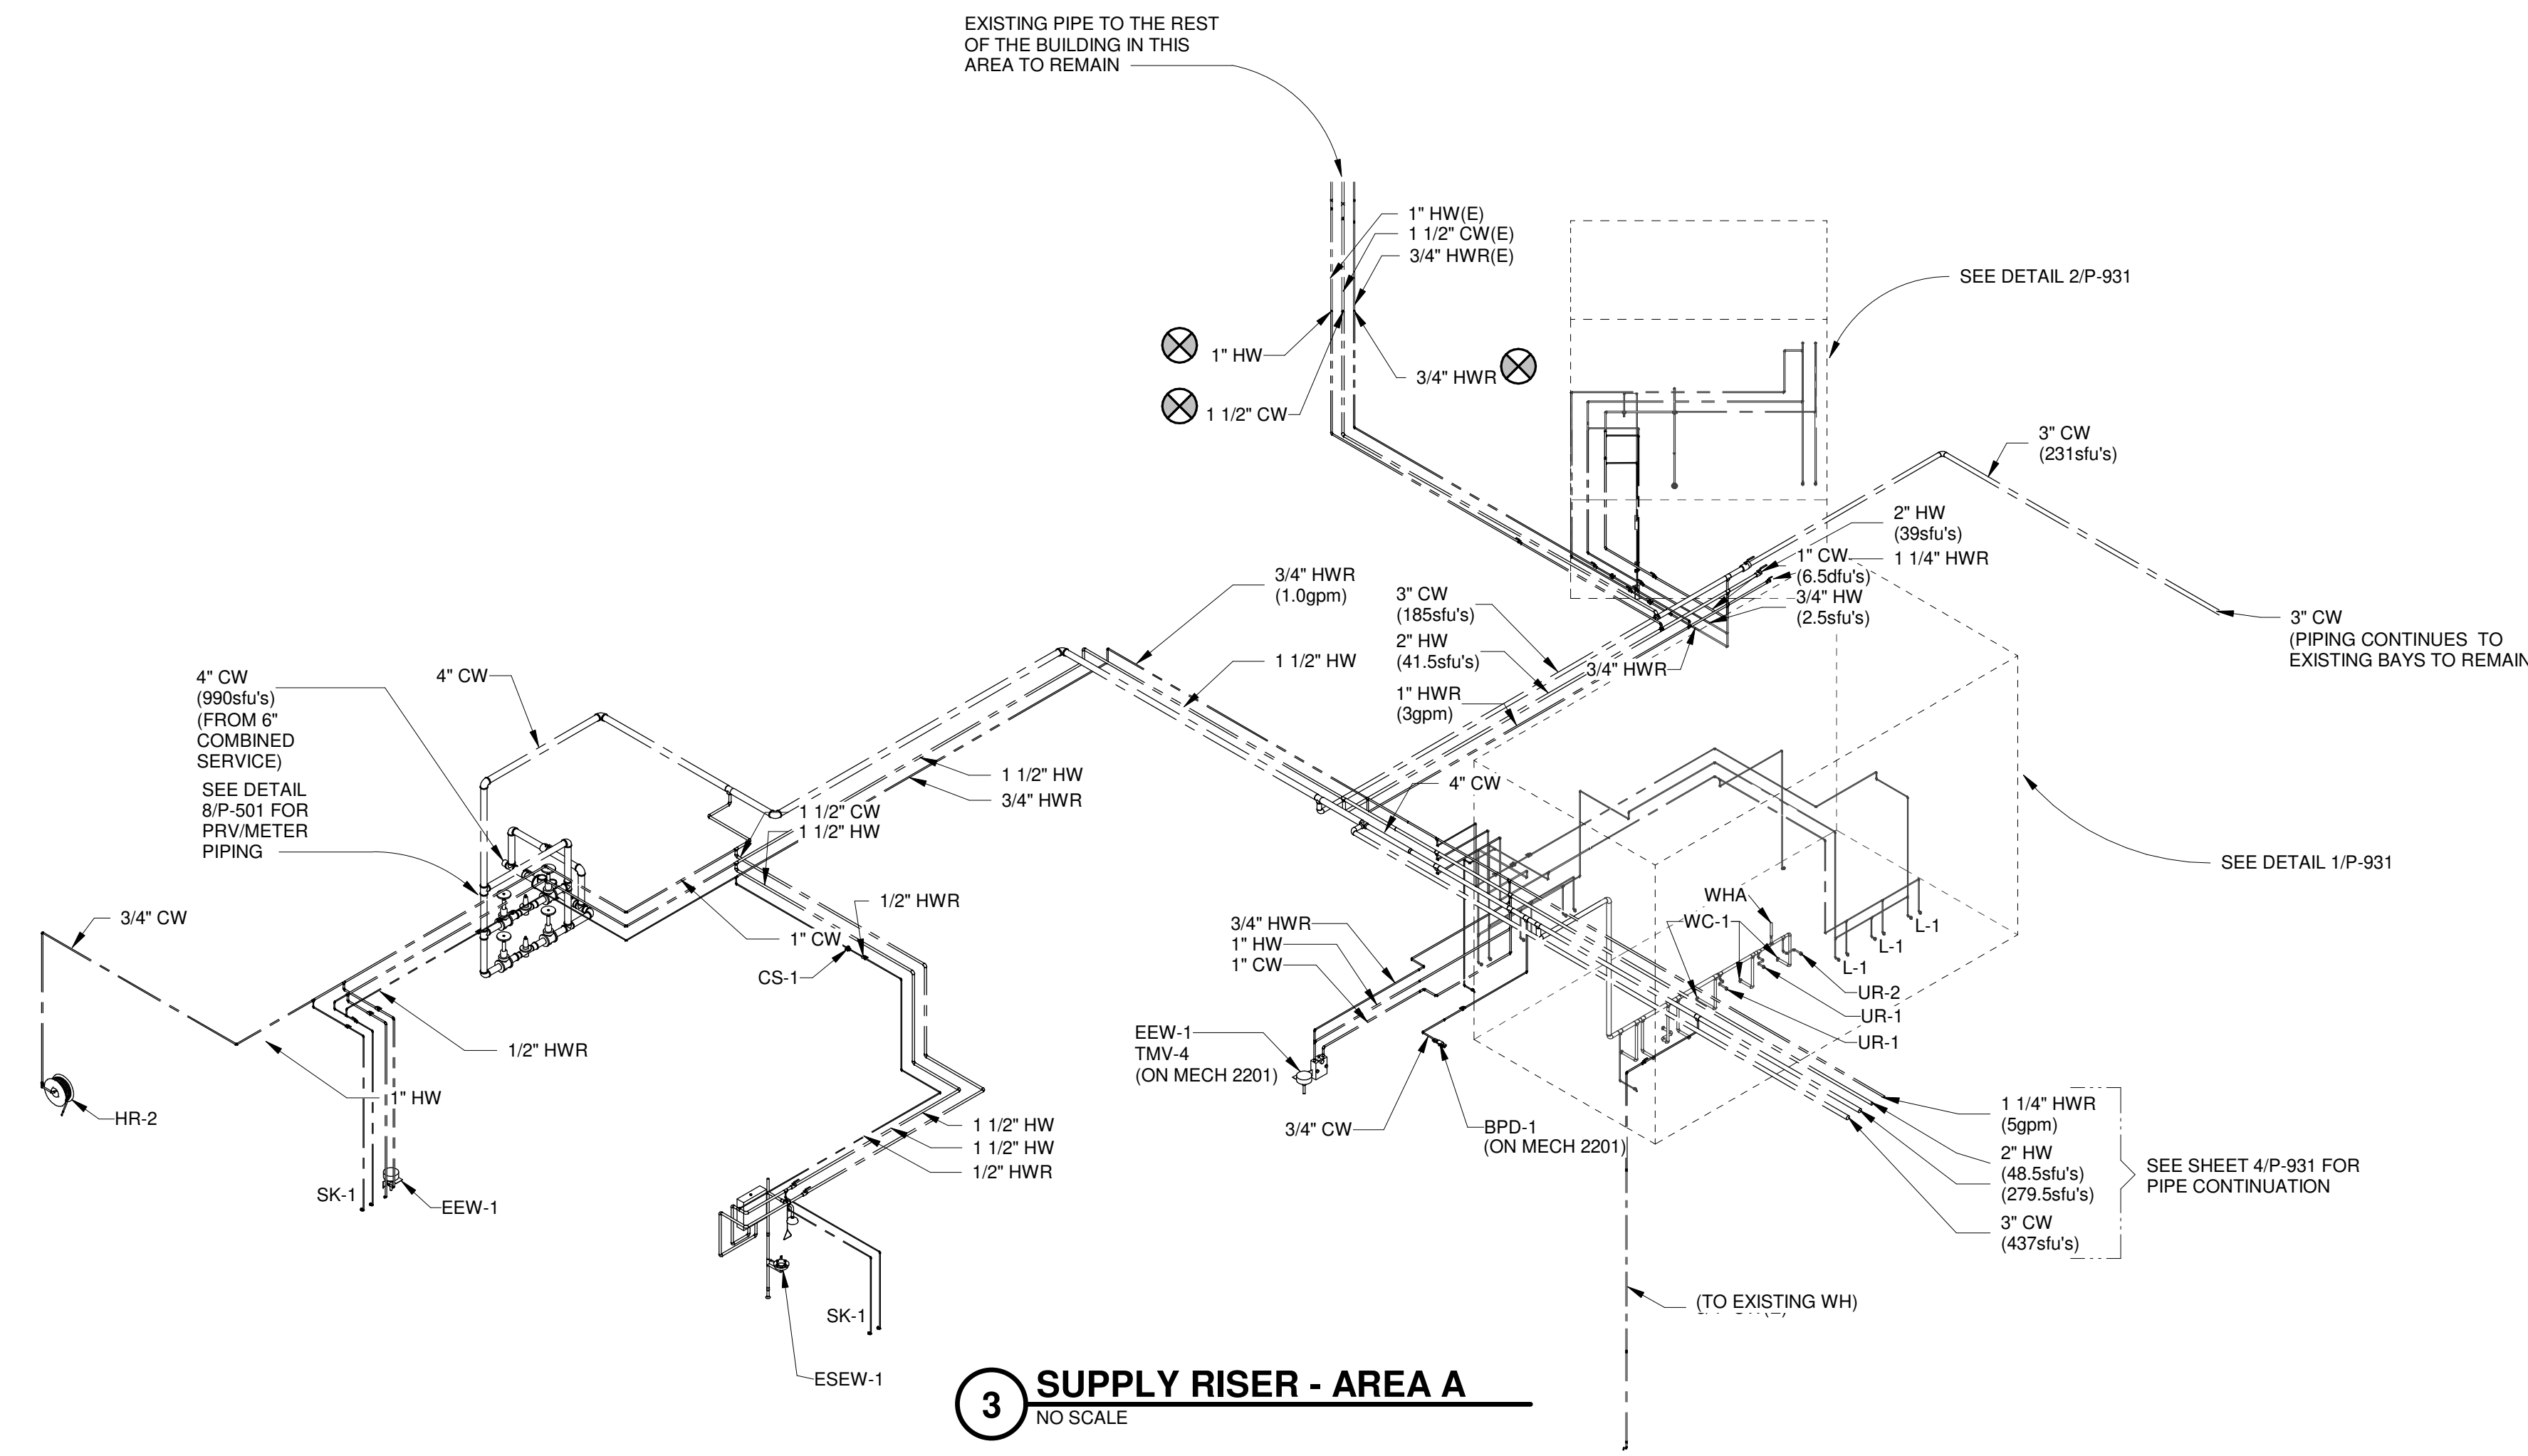 EXISTING PIPE TO THE REST
OF THE BUILDING IN THIS
AREA TO REMAIN
1" HW(E)
1 1/2" CW(E)
3/4" HWR(E)
SEE DETAIL 2/P-931
1" HW
3/4" HWR
1 1/2" CW
3" CW
(231sfu's)
2" HW
(39sfu's)
1" CW
1 1/4" HWR
(6.5dfu's)
3/4" HW
(2.5sfu's)
3/4" HWR
(1.0gpm)
3" CW
(185sfu's)
2" HW
(41.5sfu's)
3/4" HWR
1" HWR
(3gpm)
3" CW
(PIPING CONTINUES TO
EXISTING BAYS TO REMAIN
1 1/2" HW
4" CW
(990sfu's)
(FROM 6"
COMBINED
SERVICE)
4" CW
SEE DETAIL
8/P-501 FOR
PRV/METER
PIPING
1 1/2" HW
3/4" HWR
4" CW
1 1/2" CW
1 1/2" HW
SEE DETAIL 1/P-931
3/4" CW
1/2" HWR
1" CW
CS-1
3/4" HWR
1" HW
1" CW
WHA
WC-1
L-1
L-1
L-1
UR-2
UR-1
UR-1
EEW-1
TMV-4
(ON MECH 2201)
1/2" HWR
1" HW
HR-2
3/4" CW
BPD-1
(ON MECH 2201)
1 1/2" HW
1 1/2" HW
1/2" HWR
1 1/4" HWR
(5gpm)
2" HW
(48.5sfu's)
(279.5sfu's)
3" CW
(437sfu's)
SEE SHEET 4/P-931 FOR
PIPE CONTINUATION
SK-1
EEW-1
SK-1
ESEW-1
(TO EXISTING WH)
3
SUPPLY RISER - AREA A
NO SCALE